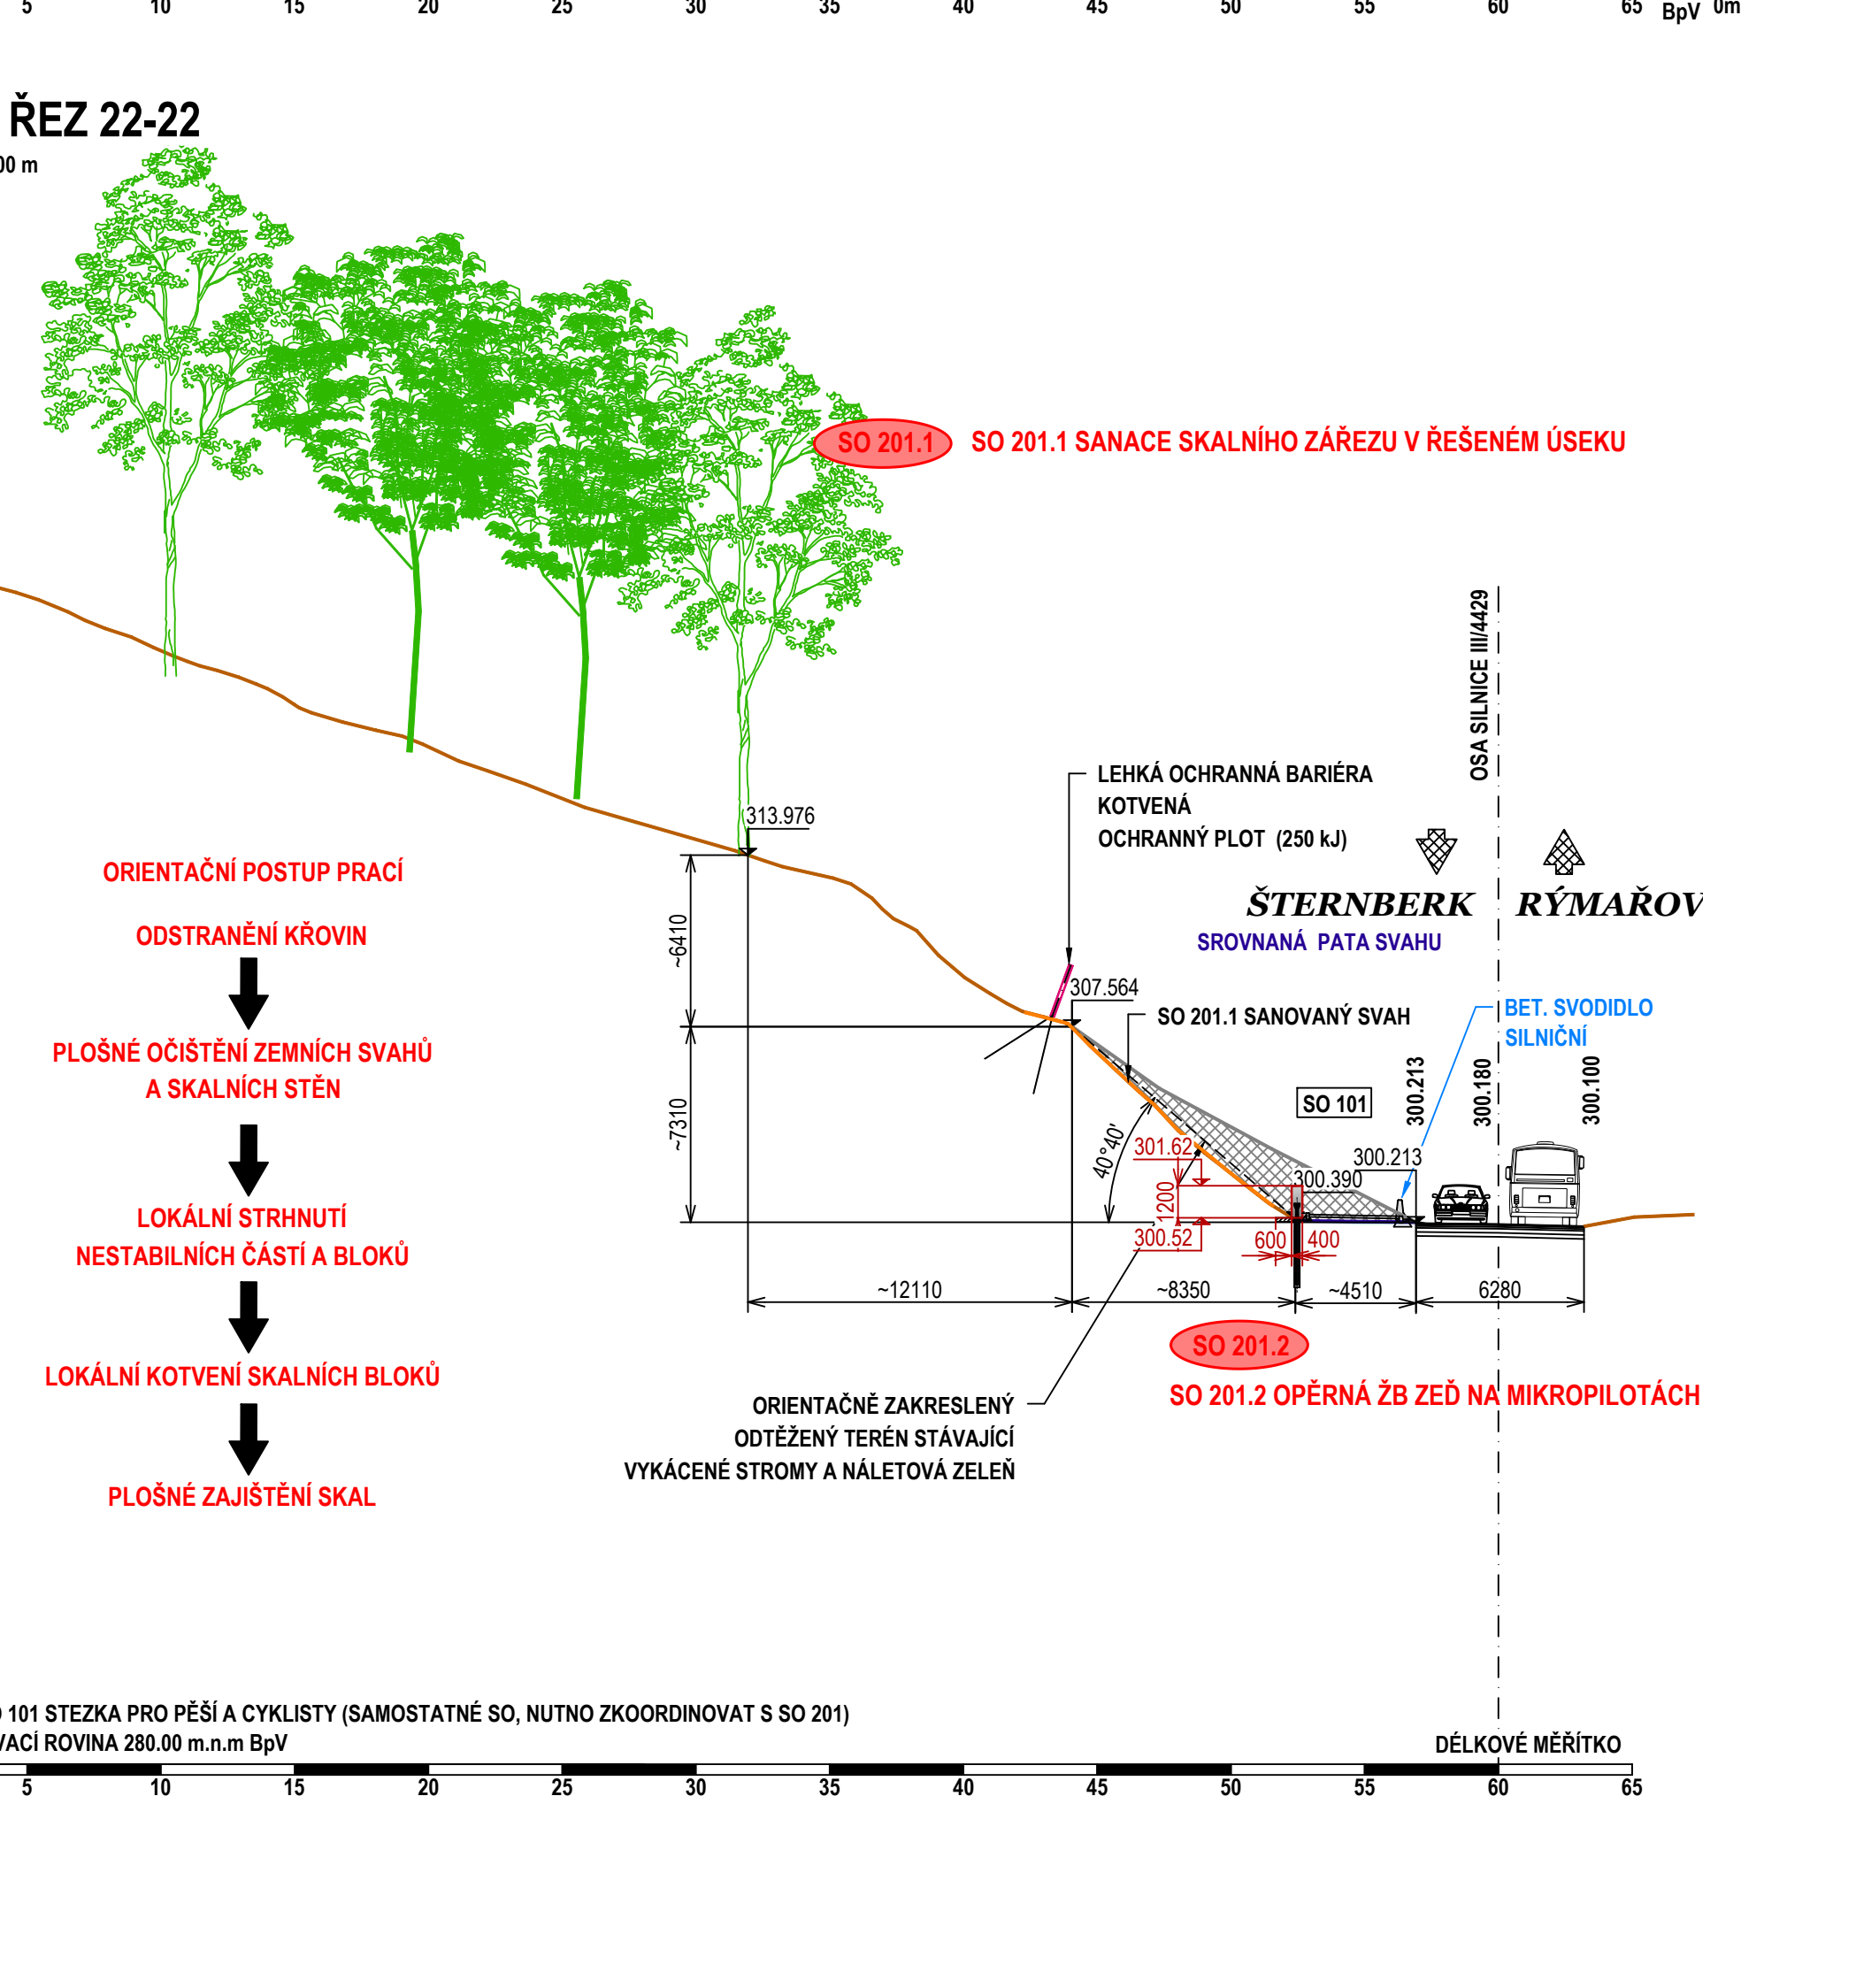 5 10 15 20 25 30 35 40 45 50 55 60 65 BpV 0m
ŘEZ 22-22
00 m
SO 201.1 SO 201.1 SANACE SKALNÍHO ZÁŘEZU V ŘEŠENÉM ÚSEKU
OSA SILNICE III/4429
LEHKÁ OCHRANNÁ BARIÉRA
KOTVENÁ
OCHRANNÝ PLOT (250 kJ)
313.976
ŠTERNBERK RÝMAŘOV
SROVNANÁ PATA SVAHU
ORIENTAČNÍ POSTUP PRACÍ
ODSTRANĚNÍ KŘOVIN
PLOŠNÉ OČIŠTĚNÍ ZEMNÍCH SVAHŮ
A SKALNÍCH STĚN
LOKÁLNÍ STRHNUTÍ
NESTABILNÍCH ČÁSTÍ A BLOKŮ
LOKÁLNÍ KOTVENÍ SKALNÍCH BLOKŮ
PLOŠNÉ ZAJIŠTĚNÍ SKAL
~6410
~7310
307.564
SO 201.1 SANOVANÝ SVAH
BET. SVODIDLO
SILNIČNÍ
SO 101
300.213
300.180
300.100
40°40'
301.62
1200
300.52
300.390
300.213
600 400
~12110 ~8350 ~4510 6280
SO 201.2
SO 201.2 OPĚRNÁ ŽB ZEĎ NA MIKROPILOTÁCH
ORIENTAČNĚ ZAKRESLENÝ
ODTĚŽENÝ TERÉN STÁVAJÍCÍ
VYKÁCENÉ STROMY A NÁLETOVÁ ZELEŇ
101 STEZKA PRO PĚŠÍ A CYKLISTY (SAMOSTATNÉ SO, NUTNO ZKOORDINOVAT S SO 201)
VACÍ ROVINA 280.00 m.n.m BpV
DÉLKOVÉ MĚŘÍTKO
5 10 15 20 25 30 35 40 45 50 55 60 65